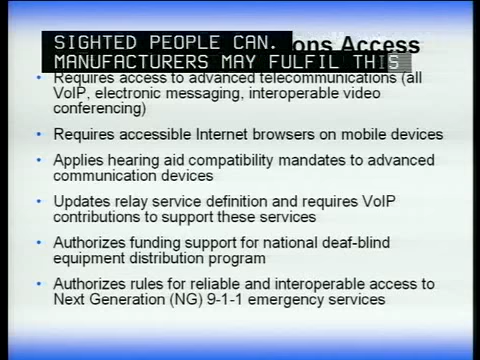 SIGHTED PEOPLE CAN.
ons Access
MANUFACTURERS MAY FULFIL THIS
• Requires access to advanced telecommunications (all
VoIP, electronic messaging, interoperable video
conferencing)
• Requires accessible Internet browsers on mobile devices
• Applies hearing aid compatibility mandates to advanced
communication devices
• Updates relay service definition and requires VoIP
contributions to support these services
• Authorizes funding support for national deaf-blind
equipment distribution program
• Authorizes rules for reliable and interoperable access to
Next Generation (NG) 9-1-1 emergency services